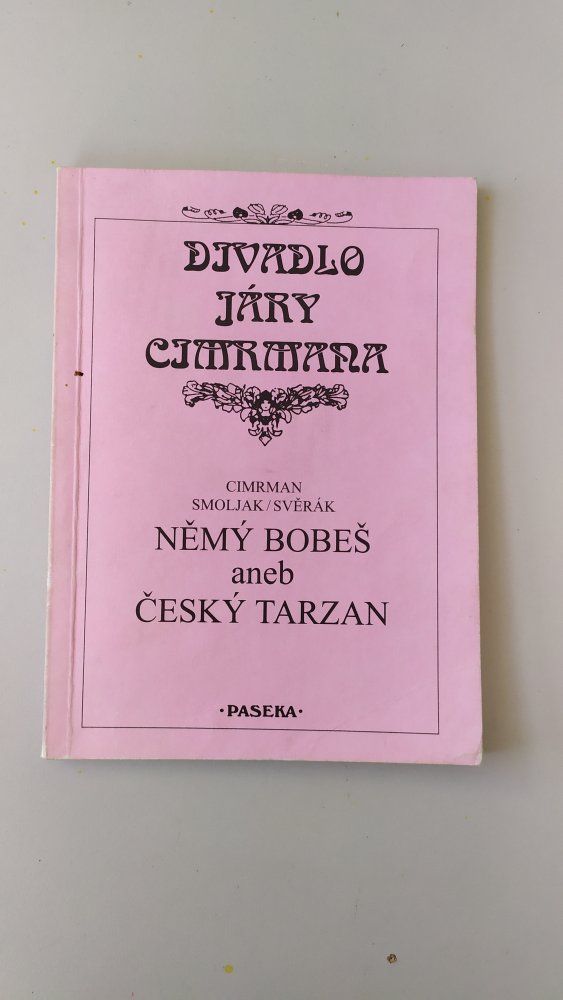 DIVADLO
JÁRY
CIMRMANA
CIMRMAN
SMOLJAK / SVĚRÁK
NĚMÝ BOBEŠ
aneb
ČESKÝ TARZAN
·PASEKA·